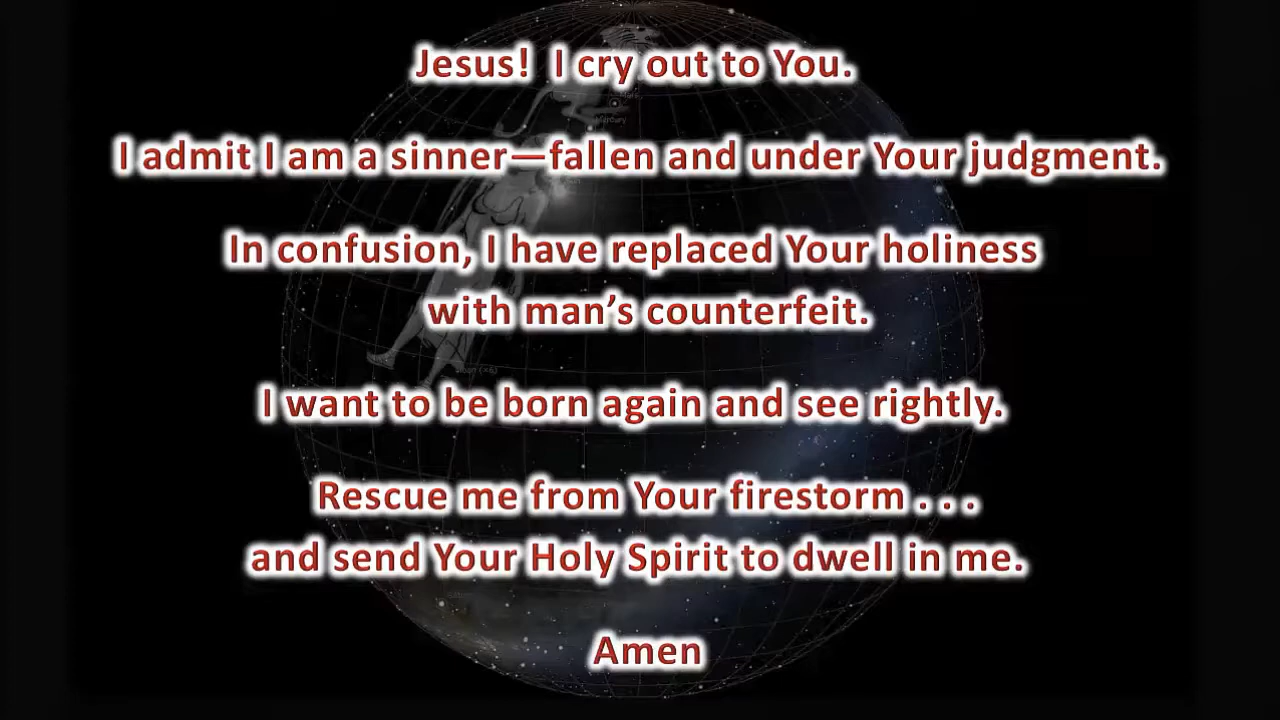 Jesus!  I cry out to You.
I admit I am a sinner—fallen and under Your judgment.
In confusion, I have replaced Your holiness
with man’s counterfeit.
I want to be born again and see rightly.
Rescue me from Your firestorm . . .
and send Your Holy Spirit to dwell in me.
Amen